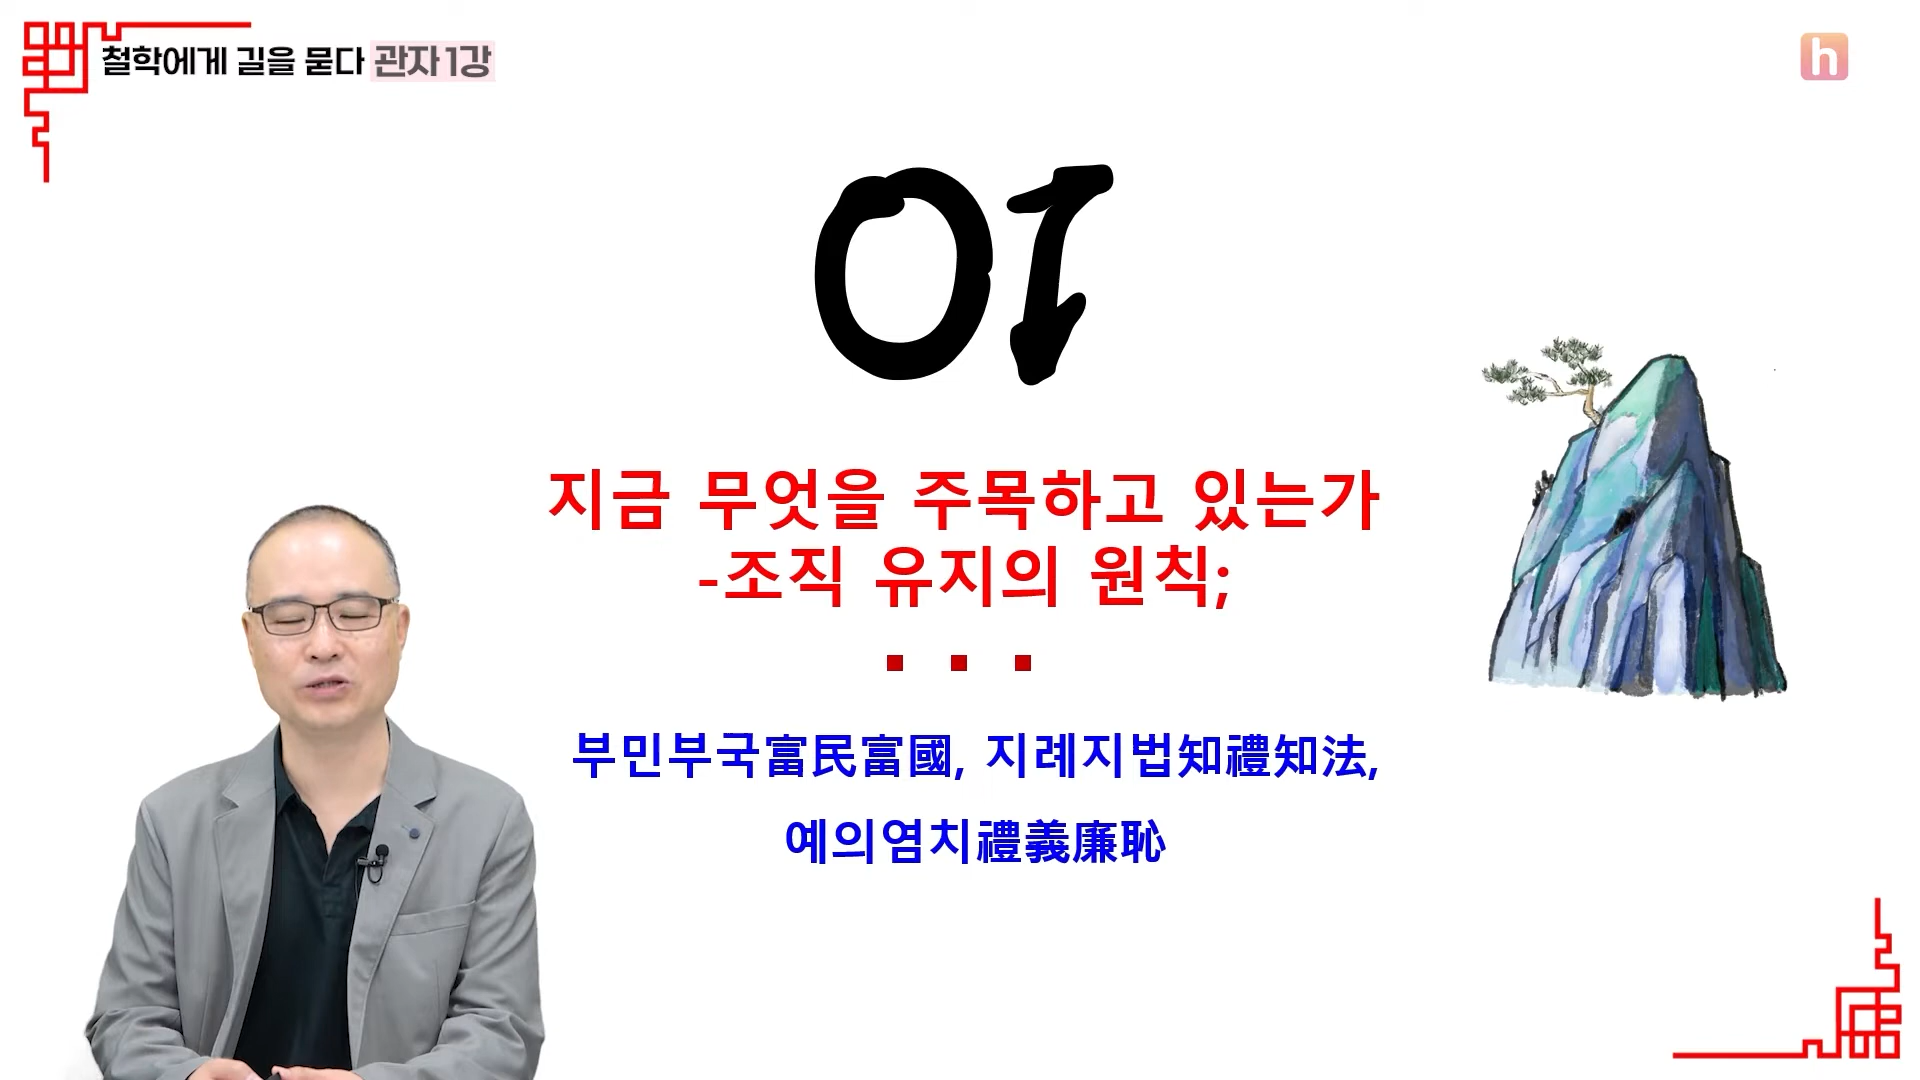 철학에게 길을 묻다 관자 1강
h
01
지금 무엇을 주목하고 있는가
-조직 유지의 원칙;
부민부국富民富國, 지례지법知禮知法,
예의염치禮義廉恥